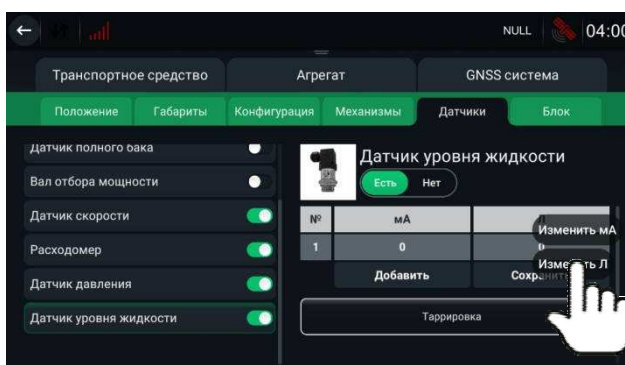 NULL 04:00
Транспортное средство Агрегат GNSS система
Положение Габариты Конфигурация Механизмы Датчики Блок
Датчик полного бака
Вал отбора мощности
Датчик скорости
Расходомер
Датчик давления
Датчик уровня жидкости
Датчик уровня жидкости
Есть Нет
№ мА Л
1 0 0
Изменить мА
Изменить Л
Добавить Сохранить
Таррировка